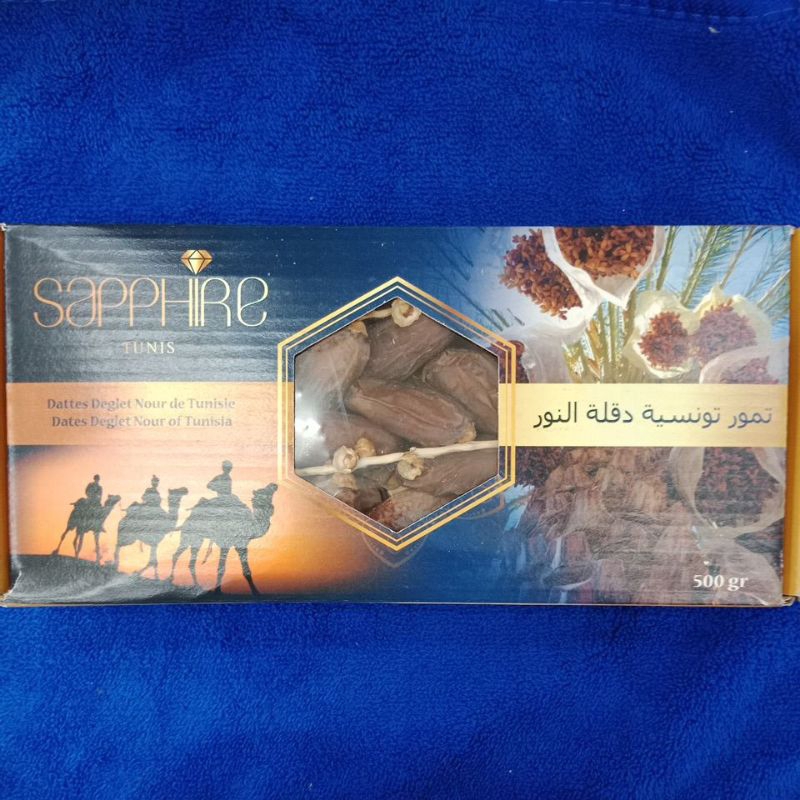 SAPPHIRE
TUNIS
Dattes Deglet Nour de Tunisie
Dates Deglet Nour of Tunisia
تمور تونسية دقلة النور
500 gr